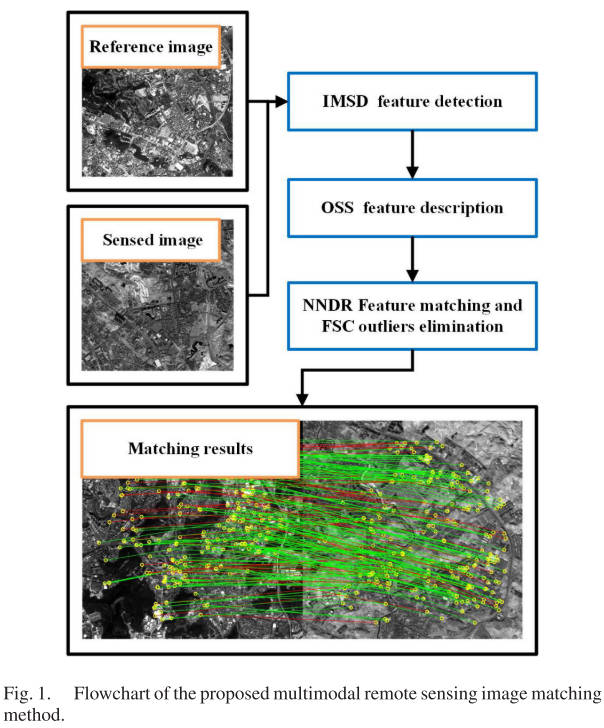 Reference image
Sensed image
IMSD feature detection
OSS feature description
NNDR Feature matching and
FSC outliers elimination
Matching results
Fig. 1. Flowchart of the proposed multimodal remote sensing image matching
method.